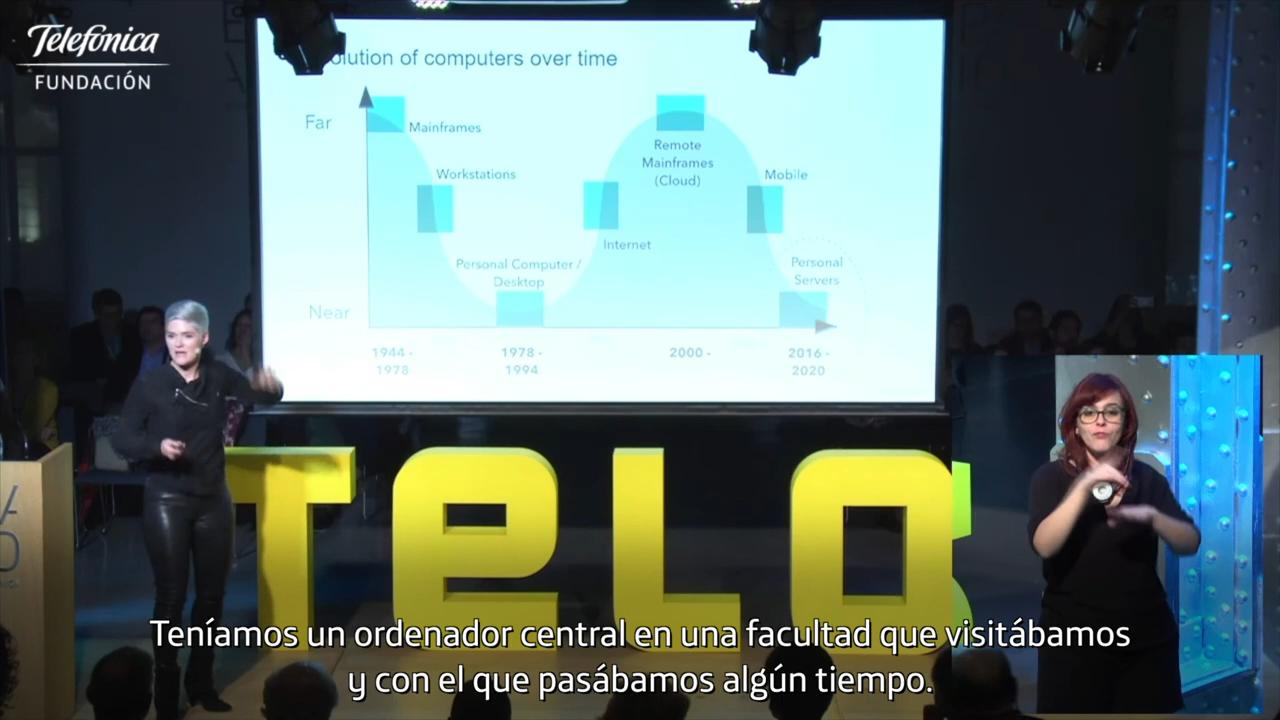 Telefónica
FUNDACIÓN
olution of computers over time
Far
Mainframes
Workstations
Personal Computer /
Desktop
Internet
Remote
Mainframes
(Cloud)
Mobile
Personal
Servers
Near
1944 -
1978
1978 -
1994
2000 -
2016 -
2020
TeLOS
Teníamos un ordenador central en una facultad que visitábamos
y con el que pasábamos algún tiempo.